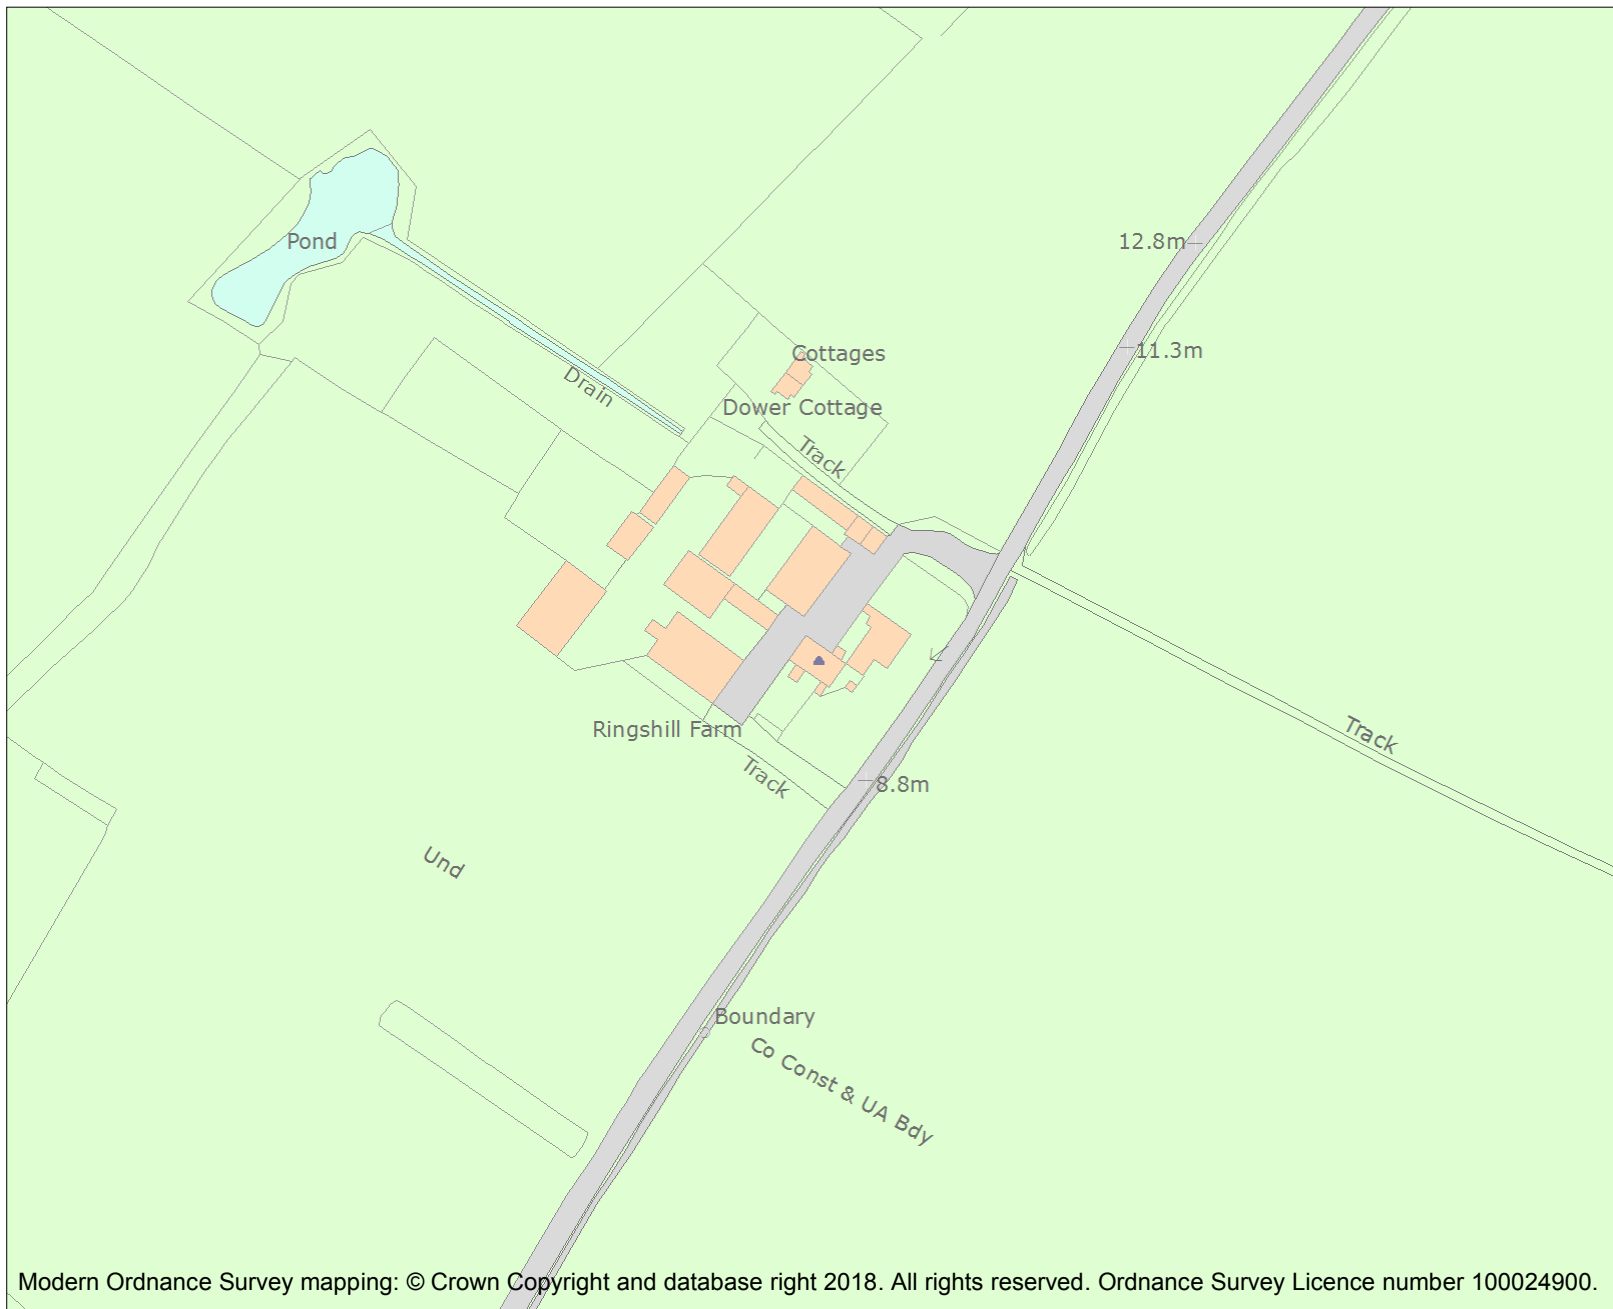 Pond
12.8m
11.3m
Cottages
Drain
Dower Cottage
Track
Ringshill Farm
Track
Track
8.8m
Und
Boundary
Co Const & UA Bdy
Modern Ordnance Survey mapping: © Crown Copyright and database right 2018. All rights reserved. Ordnance Survey Licence number 100024900.